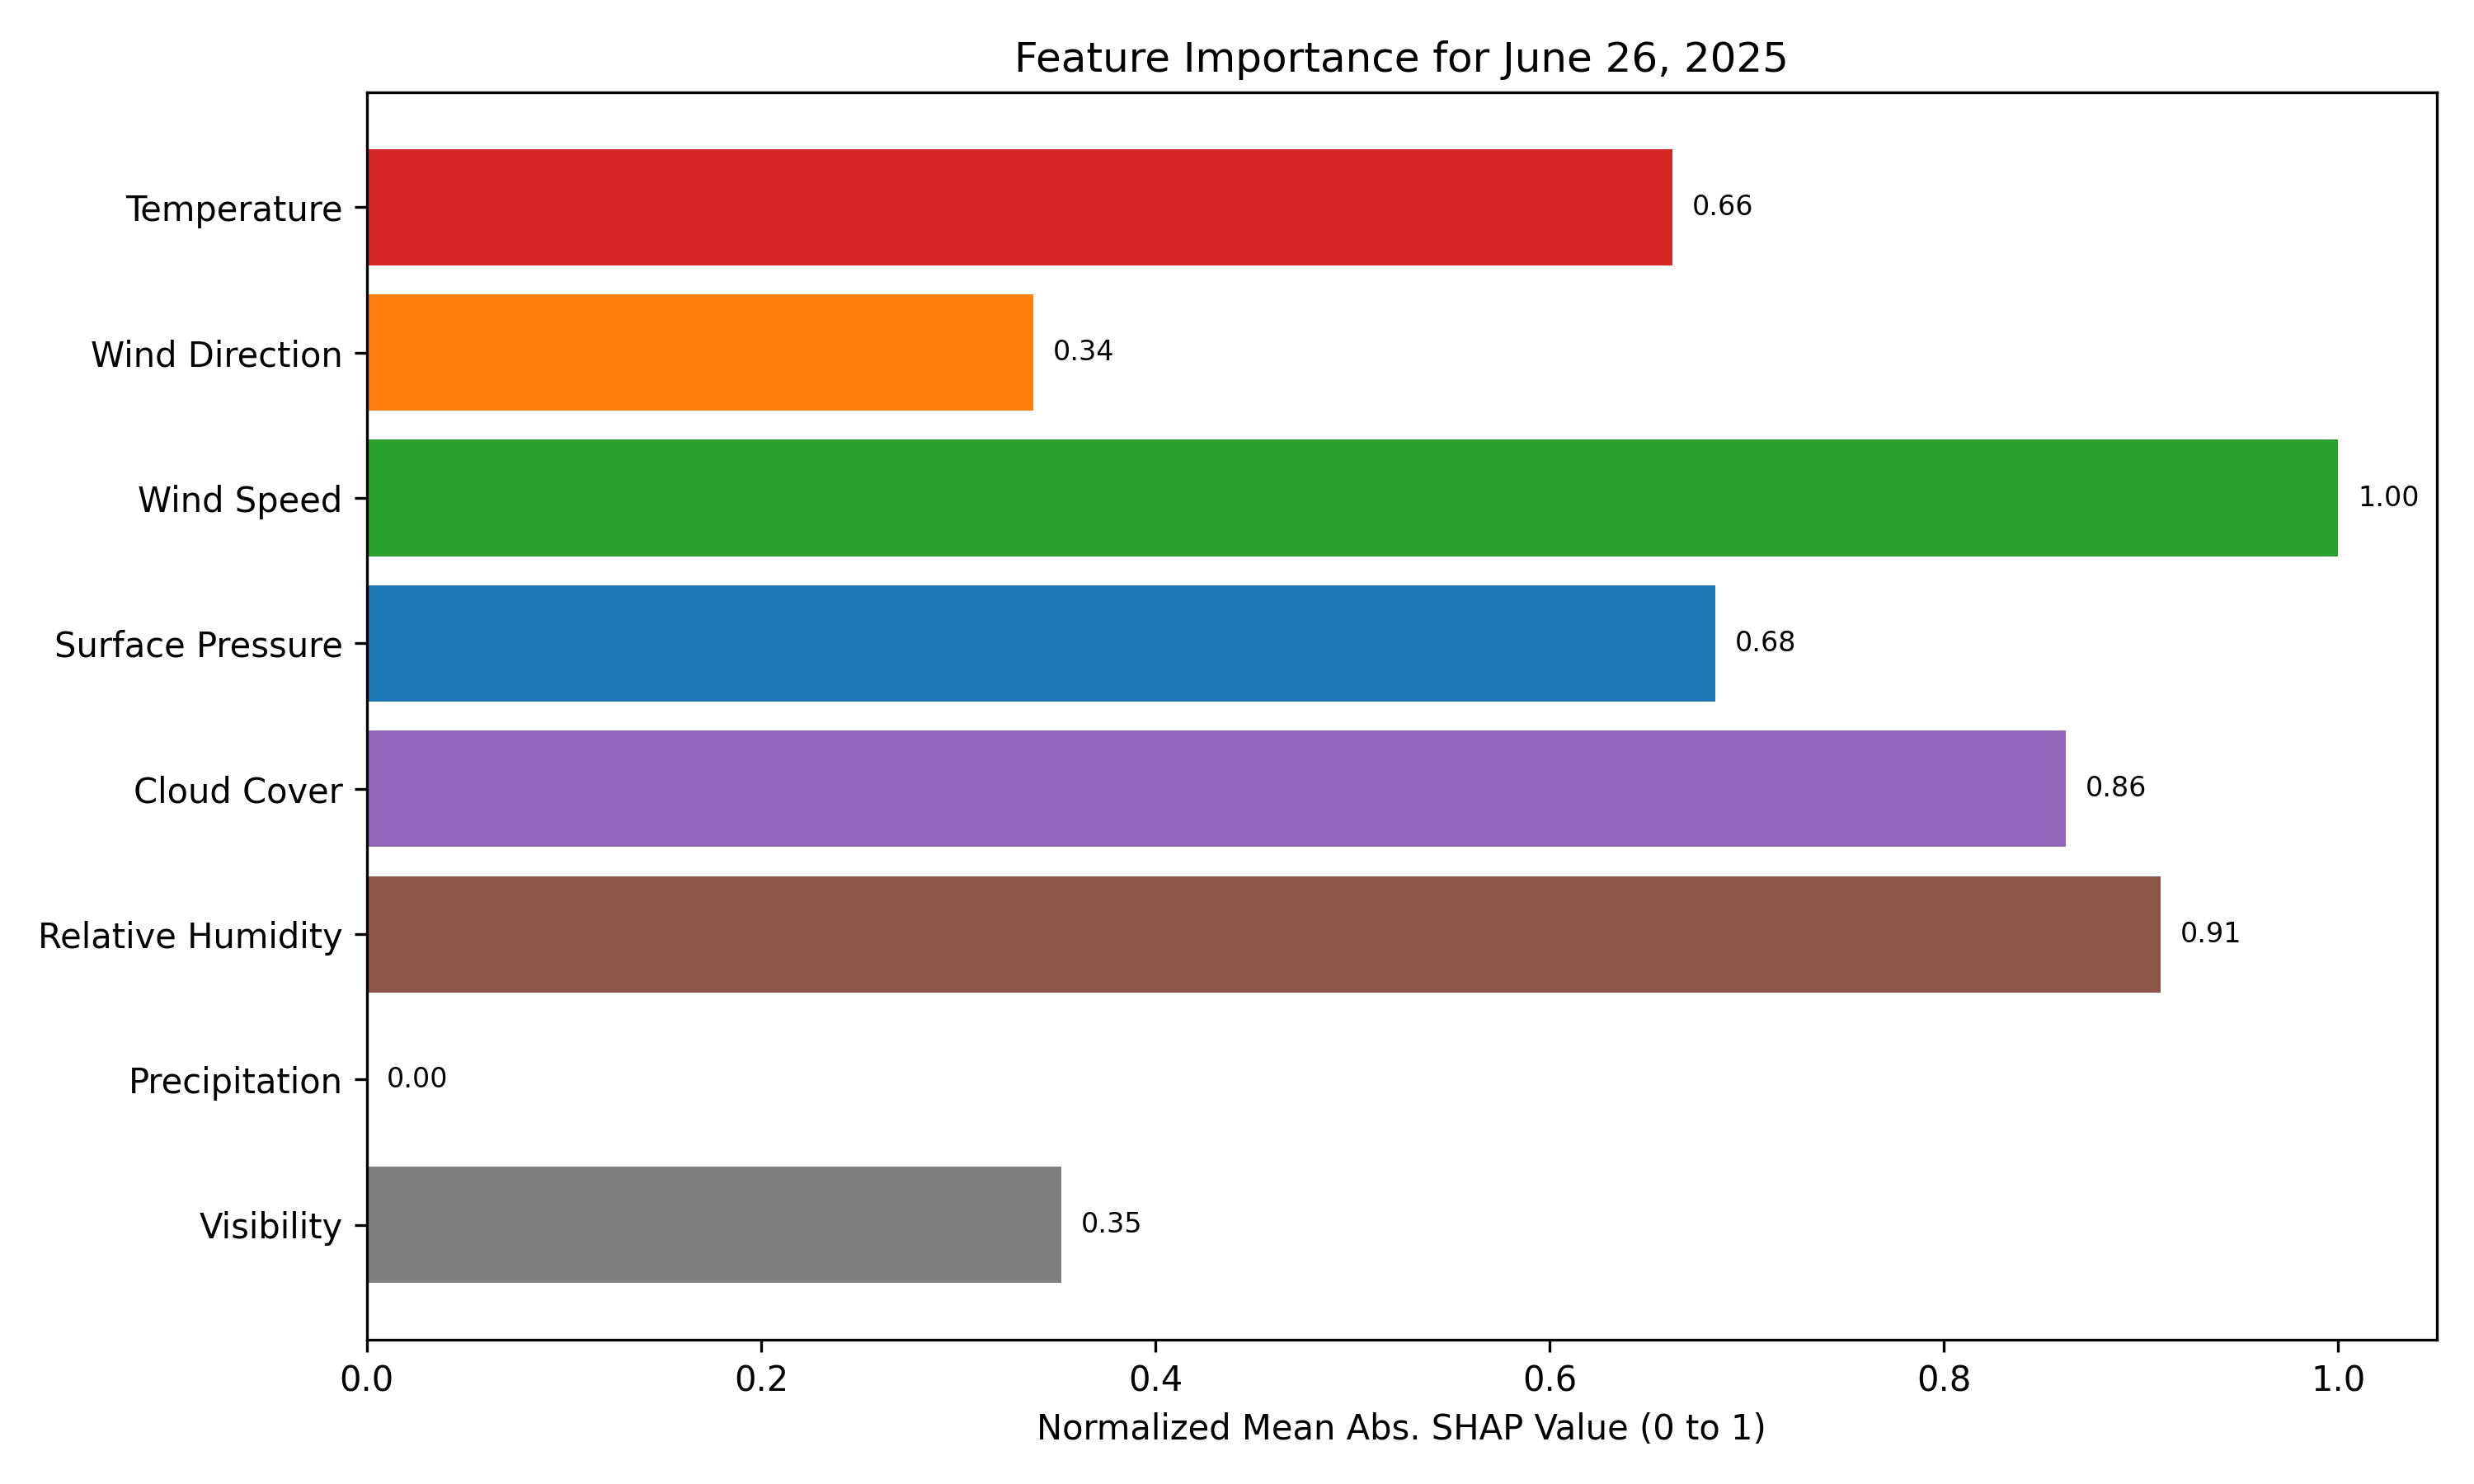 Feature Importance for June 26, 2025
Temperature 0.66
Wind Direction 0.34
Wind Speed 1.00
Surface Pressure 0.68
Cloud Cover 0.86
Relative Humidity 0.91
Precipitation 0.00
Visibility 0.35
0.0 0.2 0.4 0.6 0.8 1.0
Normalized Mean Abs. SHAP Value (0 to 1)